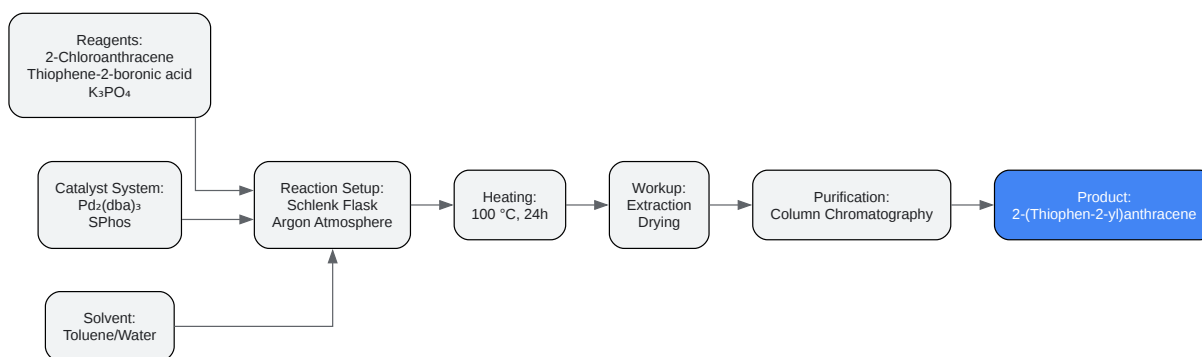 Reagents:
2-Chloroanthracene
Thiophene-2-boronic acid
K₃PO₄
Catalyst System:
Pd₂(dba)₃
SPhos
Solvent:
Toluene/Water
Reaction Setup:
Schlenk Flask
Argon Atmosphere
Heating:
100 °C, 24h
Workup:
Extraction
Drying
Purification:
Column Chromatography
Product:
2-(Thiophen-2-yl)anthracene